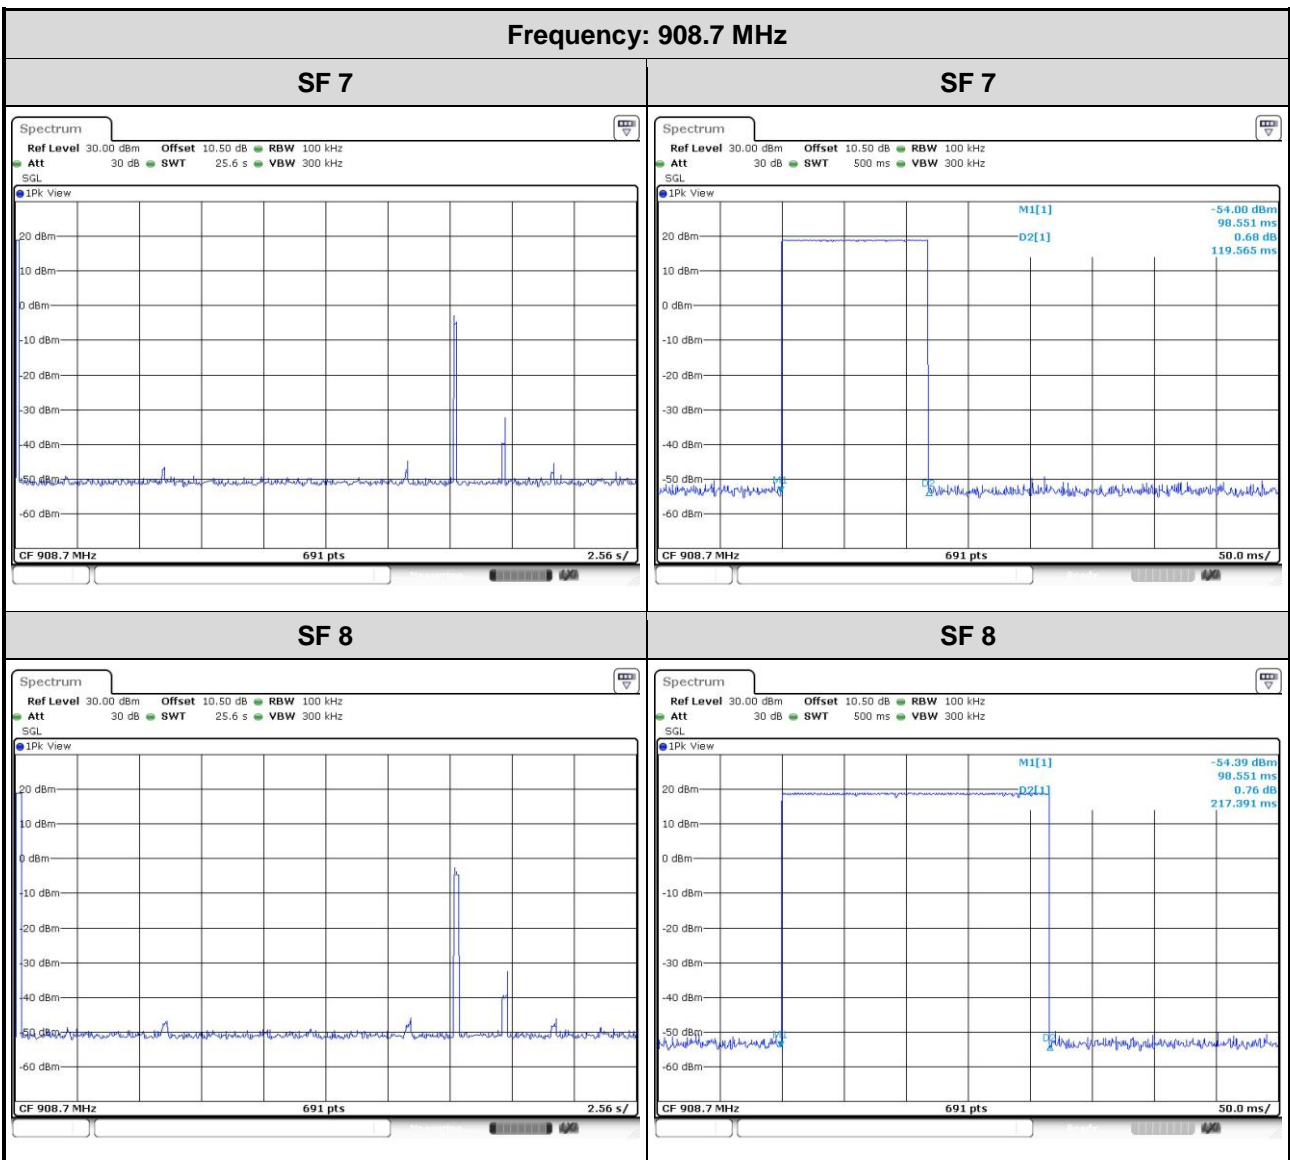 Frequency: 908.7 MHz
SF 7
SF 7
Spectrum
Ref Level 30.00 dBm Offset 10.50 dB RBW 100 kHz
Att 30 dB SWT 25.6 s VBW 300 kHz
SGL
1Pk View
20 dBm
10 dBm
0 dBm
-10 dBm
-20 dBm
-30 dBm
-40 dBm
-50 dBm
-60 dBm
CF 908.7 MHz 691 pts 2.56 s/
Spectrum
Ref Level 30.00 dBm Offset 10.50 dB RBW 100 kHz
Att 30 dB SWT 500 ms VBW 300 kHz
SGL
1Pk View
M1[1] -54.00 dBm
98.551 ms
D2[1] 0.68 dB
119.565 ms
20 dBm
10 dBm
0 dBm
-10 dBm
-20 dBm
-30 dBm
-40 dBm
-50 dBm
M1
D2
-60 dBm
CF 908.7 MHz 691 pts 50.0 ms/
SF 8
SF 8
Spectrum
Ref Level 30.00 dBm Offset 10.50 dB RBW 100 kHz
Att 30 dB SWT 25.6 s VBW 300 kHz
SGL
1Pk View
20 dBm
10 dBm
0 dBm
-10 dBm
-20 dBm
-30 dBm
-40 dBm
-50 dBm
-60 dBm
CF 908.7 MHz 691 pts 2.56 s/
Spectrum
Ref Level 30.00 dBm Offset 10.50 dB RBW 100 kHz
Att 30 dB SWT 500 ms VBW 300 kHz
SGL
1Pk View
M1[1] -54.39 dBm
98.551 ms
D2[1] 0.76 dB
217.391 ms
20 dBm
10 dBm
0 dBm
-10 dBm
-20 dBm
-30 dBm
-40 dBm
-50 dBm
-60 dBm
CF 908.7 MHz 691 pts 50.0 ms/